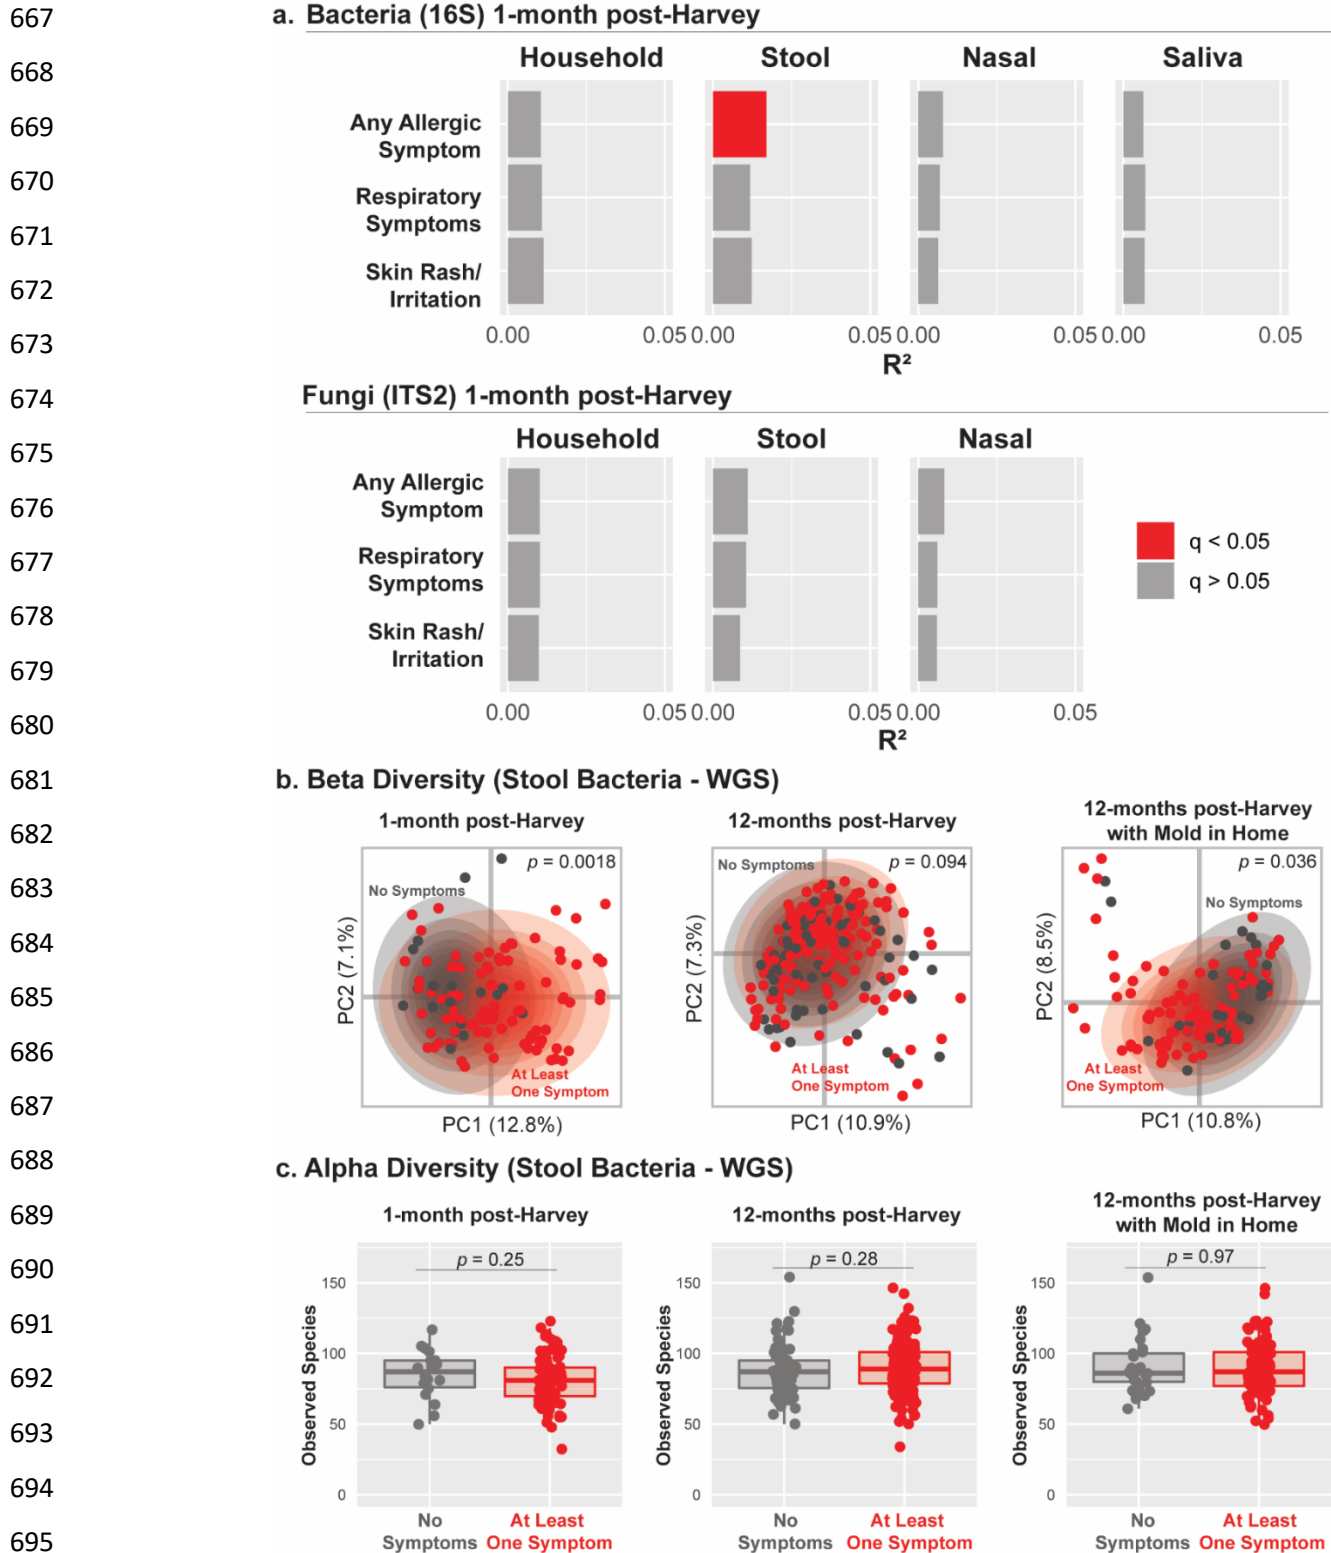 667
668
669
670
671
672
673
674
675
676
677
678
679
680
681
682
683
684
685
686
687
688
689
690
691
692
693
694
695
a. Bacteria (16S) 1-month post-Harvey
Household Stool Nasal Saliva
Any Allergic
Symptom
Respiratory
Symptoms
Skin Rash/
Irritation
0.00 0.05 0.00 0.05 0.00 0.05 0.00 0.05
R²
Fungi (ITS2) 1-month post-Harvey
Household Stool Nasal
Any Allergic
Symptom
Respiratory
Symptoms
Skin Rash/
Irritation
q < 0.05
q > 0.05
0.00 0.05 0.00 0.05 0.00 0.05
R²
b. Beta Diversity (Stool Bacteria - WGS)
1-month post-Harvey
p = 0.0018
No Symptoms
At Least
One Symptom
PC2 (7.1%)
PC1 (12.8%)
12-months post-Harvey
No Symptoms
p = 0.094
At Least
One Symptom
PC2 (7.3%)
PC1 (10.9%)
12-months post-Harvey
with Mold in Home
p = 0.036
No Symptoms
At Least
One Symptom
PC2 (8.5%)
PC1 (10.8%)
c. Alpha Diversity (Stool Bacteria - WGS)
1-month post-Harvey
p = 0.25
Observed Species
150
100
50
0
No
Symptoms
At Least
One Symptom
12-months post-Harvey
p = 0.28
Observed Species
150
100
50
0
No
Symptoms
At Least
One Symptom
12-months post-Harvey
with Mold in Home
p = 0.97
Observed Species
150
100
50
0
No
Symptoms
At Least
One Symptom